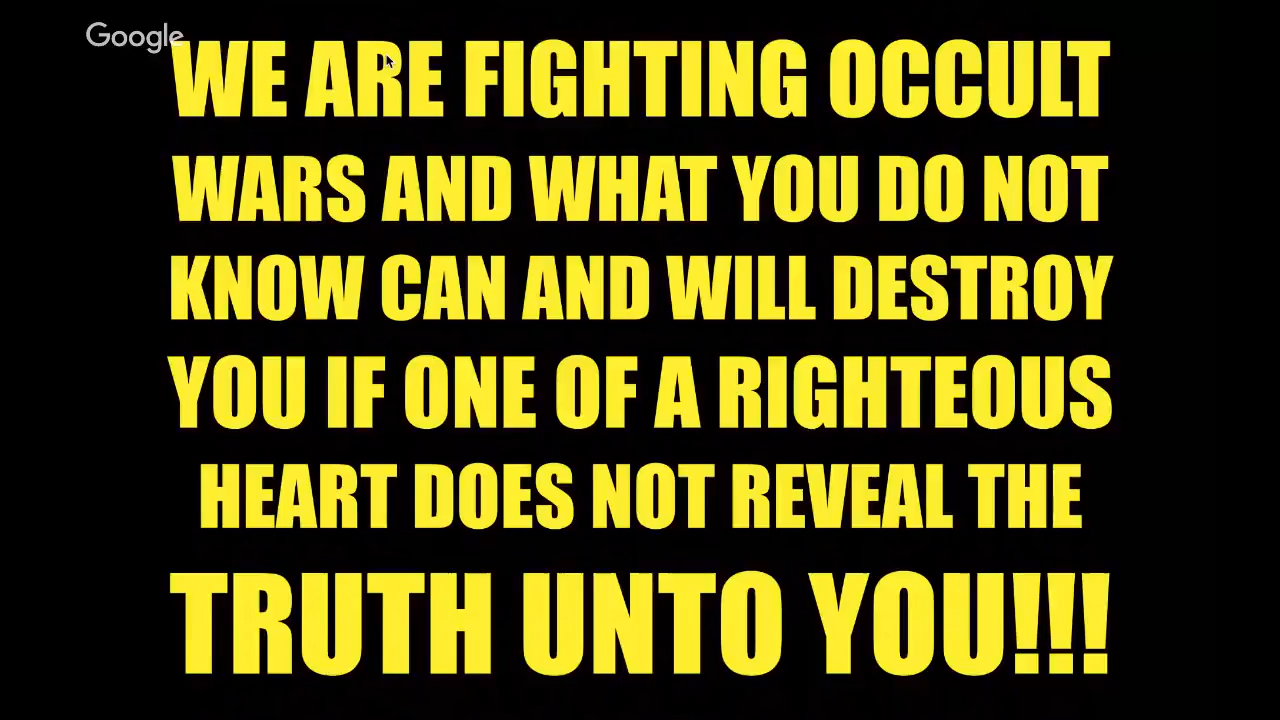 Google
WE ARE FIGHTING OCCULT
WARS AND WHAT YOU DO NOT
KNOW CAN AND WILL DESTROY
YOU IF ONE OF A RIGHTEOUS
HEART DOES NOT REVEAL THE
TRUTH UNTO YOU!!!